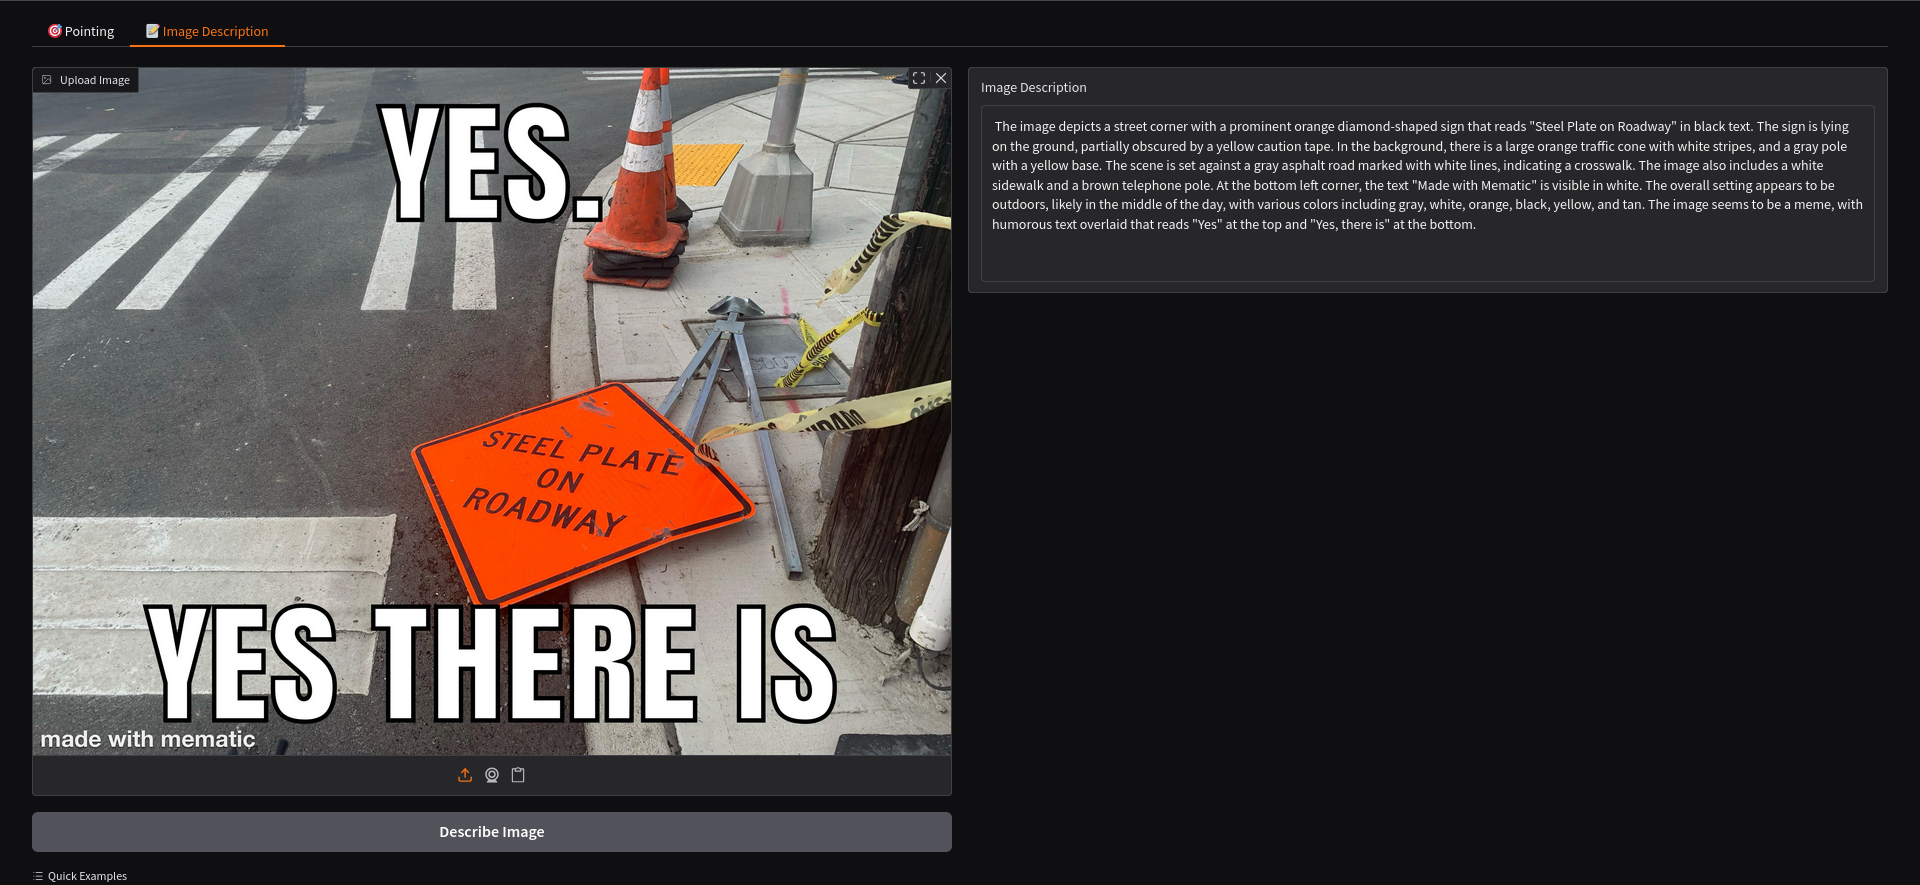 🎯 Pointing
📝 Image Description
Upload Image
YES.
STEEL PLATE
ON
ROADWAY
YES THERE IS
made with mematic
Describe Image
Quick Examples
Image Description
The image depicts a street corner with a prominent orange diamond-shaped sign that reads "Steel Plate on Roadway" in black text. The sign is lying
on the ground, partially obscured by a yellow caution tape. In the background, there is a large orange traffic cone with white stripes, and a gray pole
with a yellow base. The scene is set against a gray asphalt road marked with white lines, indicating a crosswalk. The image also includes a white
sidewalk and a brown telephone pole. At the bottom left corner, the text "Made with Mematic" is visible in white. The overall setting appears to be
outdoors, likely in the middle of the day, with various colors including gray, white, orange, black, yellow, and tan. The image seems to be a meme, with
humorous text overlaid that reads "Yes" at the top and "Yes, there is" at the bottom.